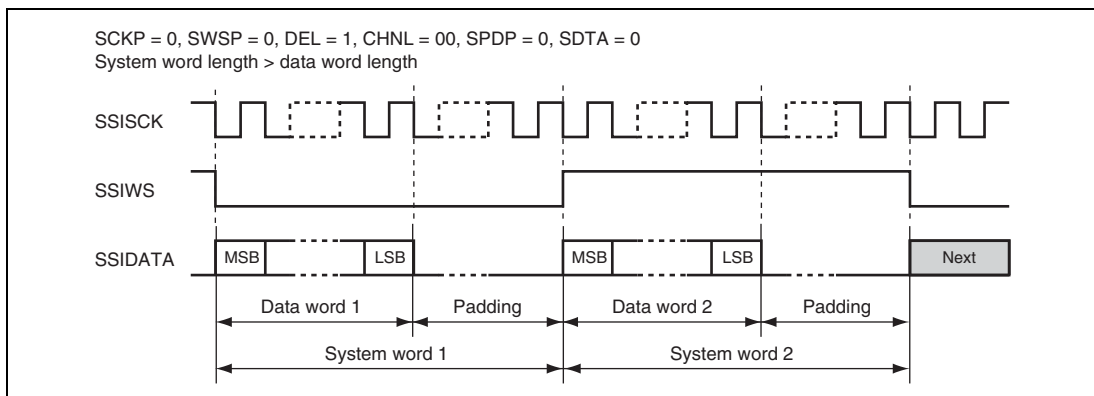 SCKP = 0, SWSP = 0, DEL = 1, CHNL = 00, SPDP = 0, SDTA = 0
System word length > data word length
SSISCK
SSIWS
SSIDATA
MSB LSB MSB LSB Next
Data word 1 Padding Data word 2 Padding
System word 1 System word 2